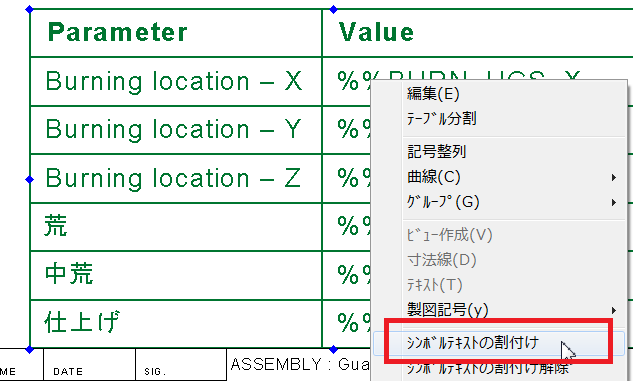 Parameter Value
Burning location – X %%BURN_UCS_X
Burning location – Y %%
Burning location – Z %%
荒 %%
中荒 %%
仕上げ %%
編集(E)
ﾃｰﾌﾞﾙ分割
記号整列
曲線(C)
ｸﾞﾙｰﾌﾟ(G)
ﾋﾞｭｰ作成(V)
寸法線(D)
ﾃｷｽﾄ(T)
製図記号(y)
ｼﾝﾎﾞﾙﾃｷｽﾄの割付け
ｼﾝﾎﾞﾙﾃｷｽﾄの割付け解除
ME DATE SIG. ASSEMBLY : Gua